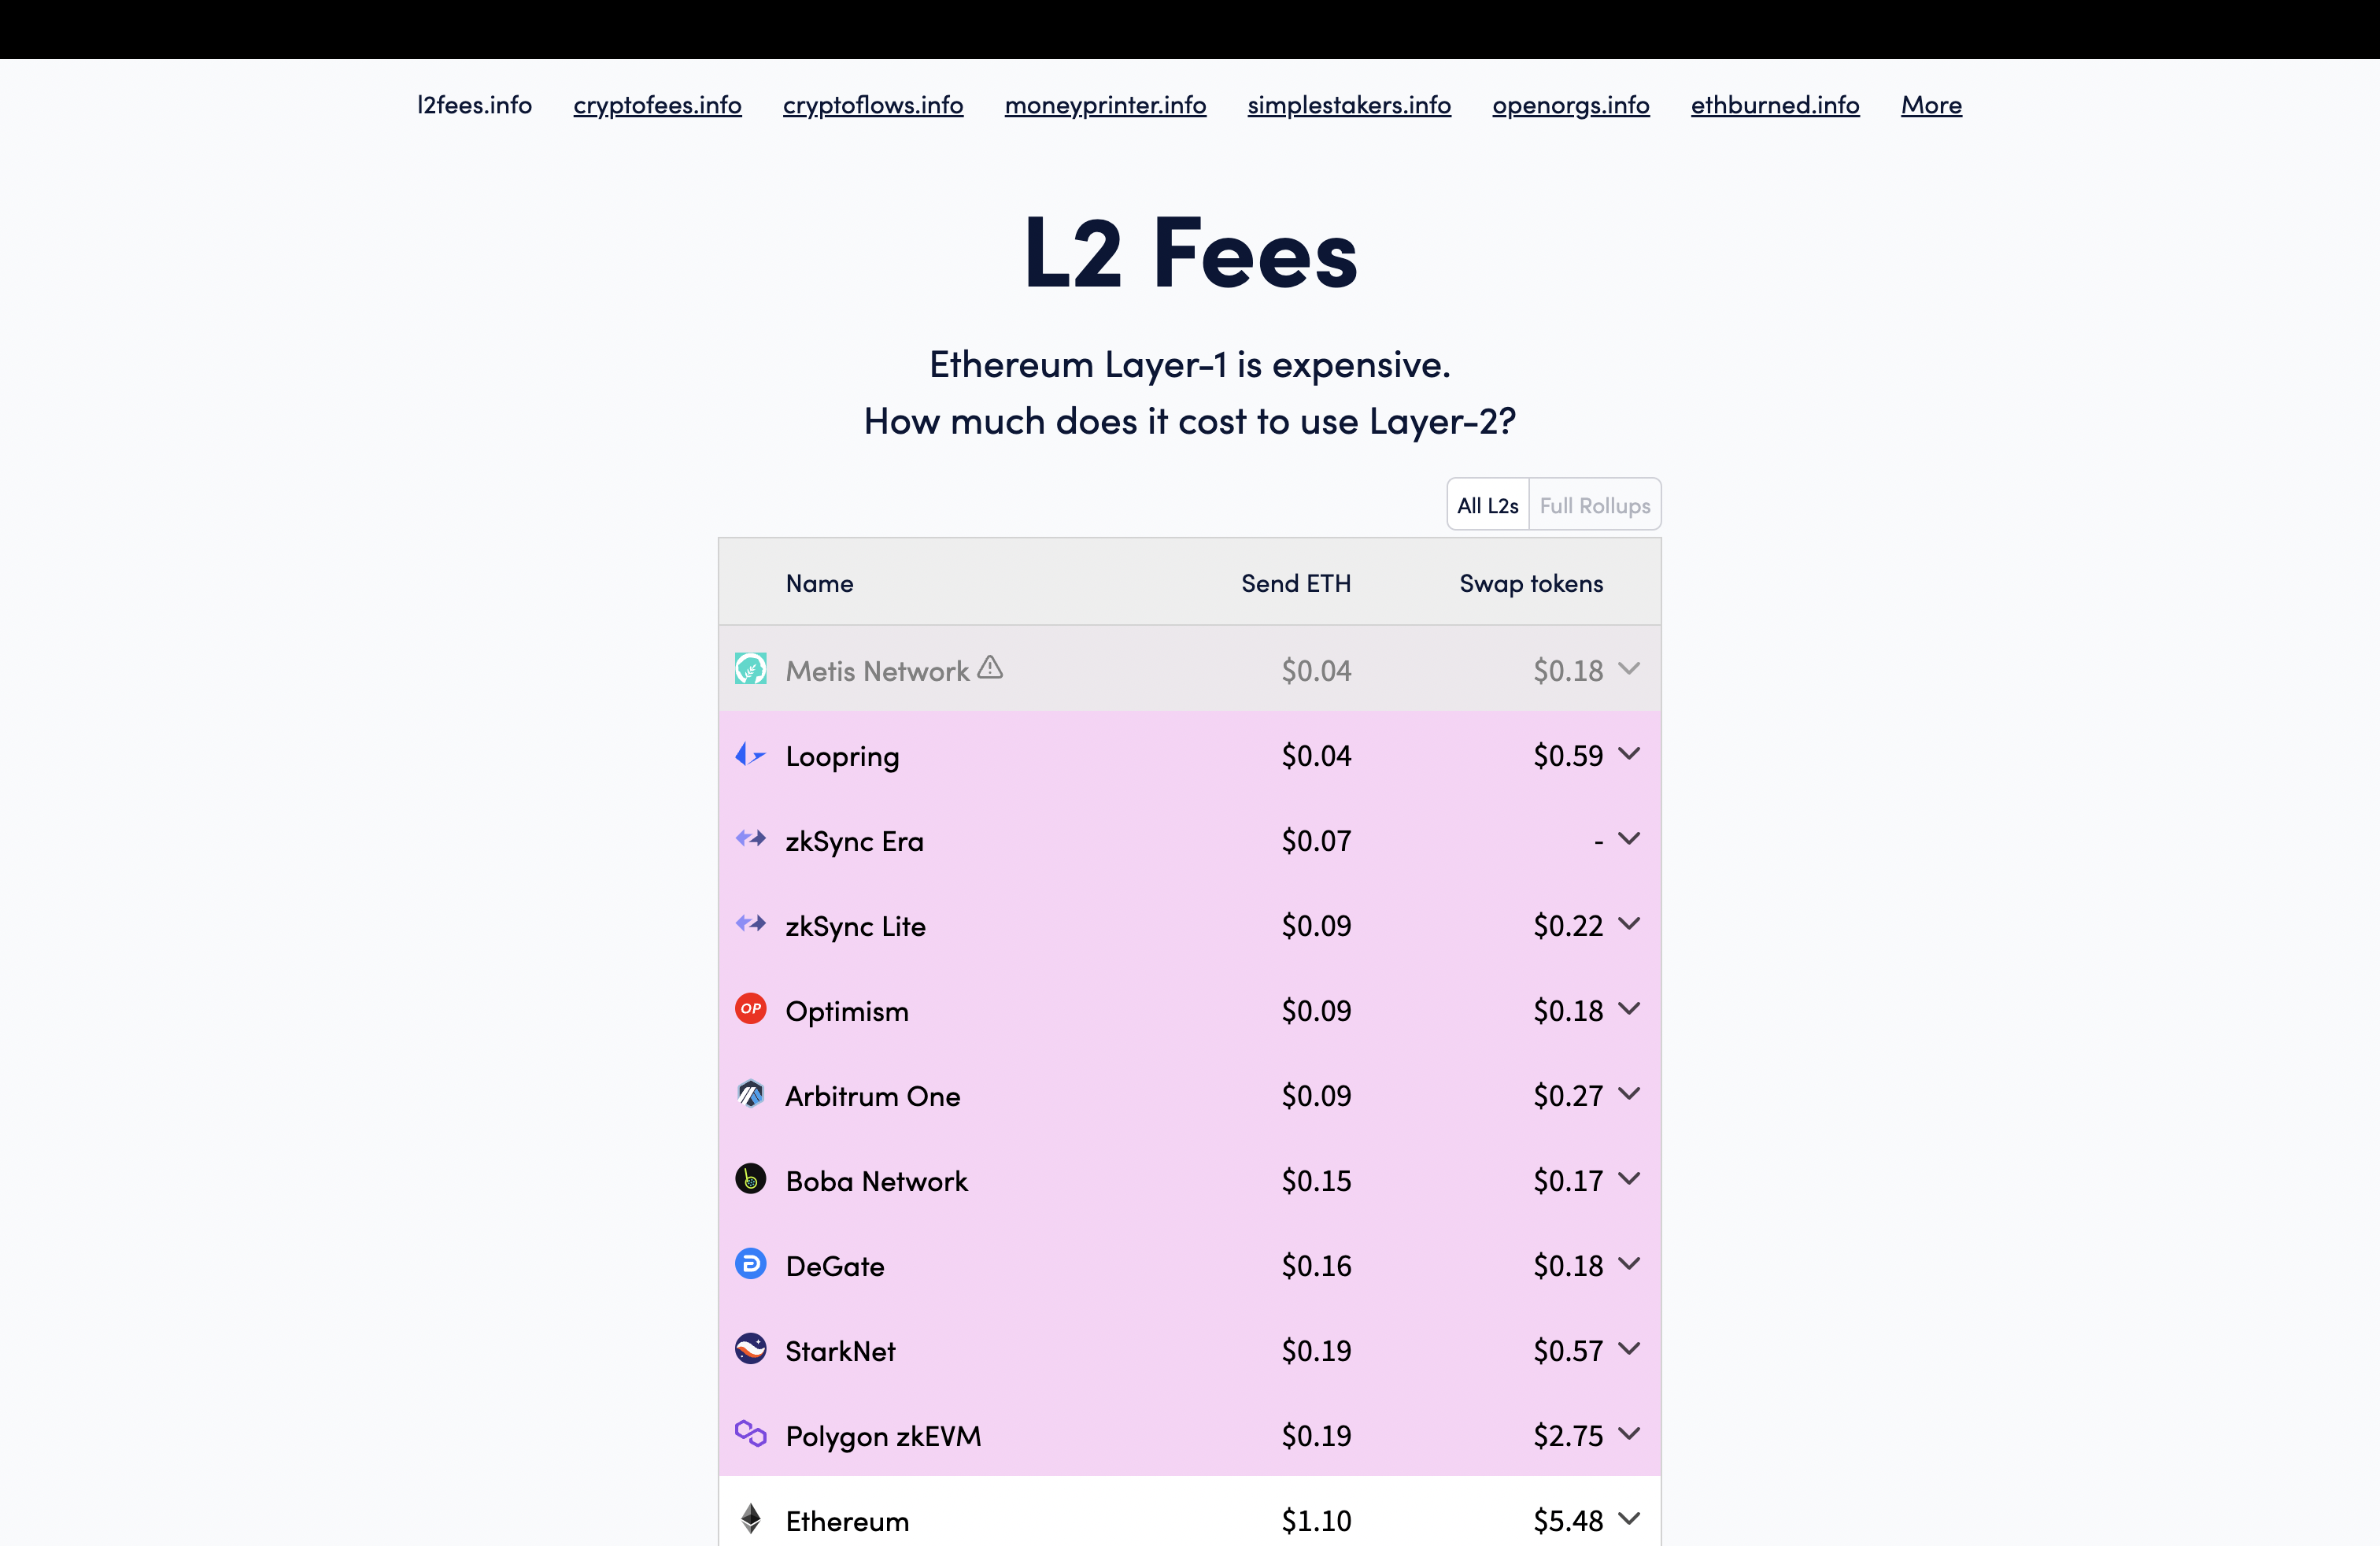 l2fees.info cryptofees.info cryptoflows.info moneyprinter.info simplestakers.info openorgs.info ethburned.info More
L2 Fees
Ethereum Layer-1 is expensive.
How much does it cost to use Layer-2?
All L2s Full Rollups
Name Send ETH Swap tokens
Metis Network $0.04 $0.18
Loopring $0.04 $0.59
zkSync Era $0.07 -
zkSync Lite $0.09 $0.22
OP Optimism $0.09 $0.18
Arbitrum One $0.09 $0.27
Boba Network $0.15 $0.17
DeGate $0.16 $0.18
StarkNet $0.19 $0.57
Polygon zkEVM $0.19 $2.75
Ethereum $1.10 $5.48